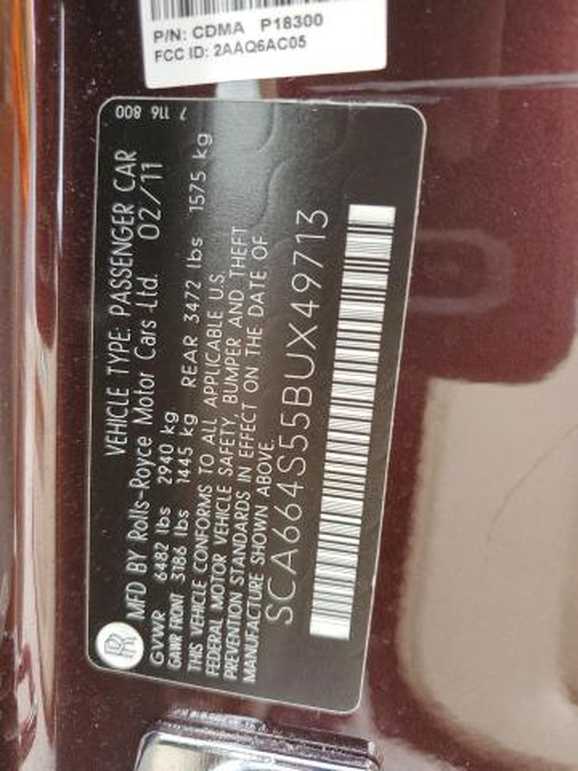 P/N: CDMA P18300
FCC ID: 2AAQ6AC05
7 116 800
VEHICLE TYPE: PASSENGER CAR
MFD BY Rolls-Royce Motor Cars Ltd. 02/11
GVWR 6482 lbs 2940 kg
GAWR FRONT 3186 lbs 1445 kg REAR 3472 lbs 1575 kg
THIS VEHICLE CONFORMS TO ALL APPLICABLE U.S.
FEDERAL MOTOR VEHICLE SAFETY, BUMPER AND THEFT
PREVENTION STANDARDS IN EFFECT ON THE DATE OF
MANUFACTURE SHOWN ABOVE.
SCA664S55BUX49713
RR